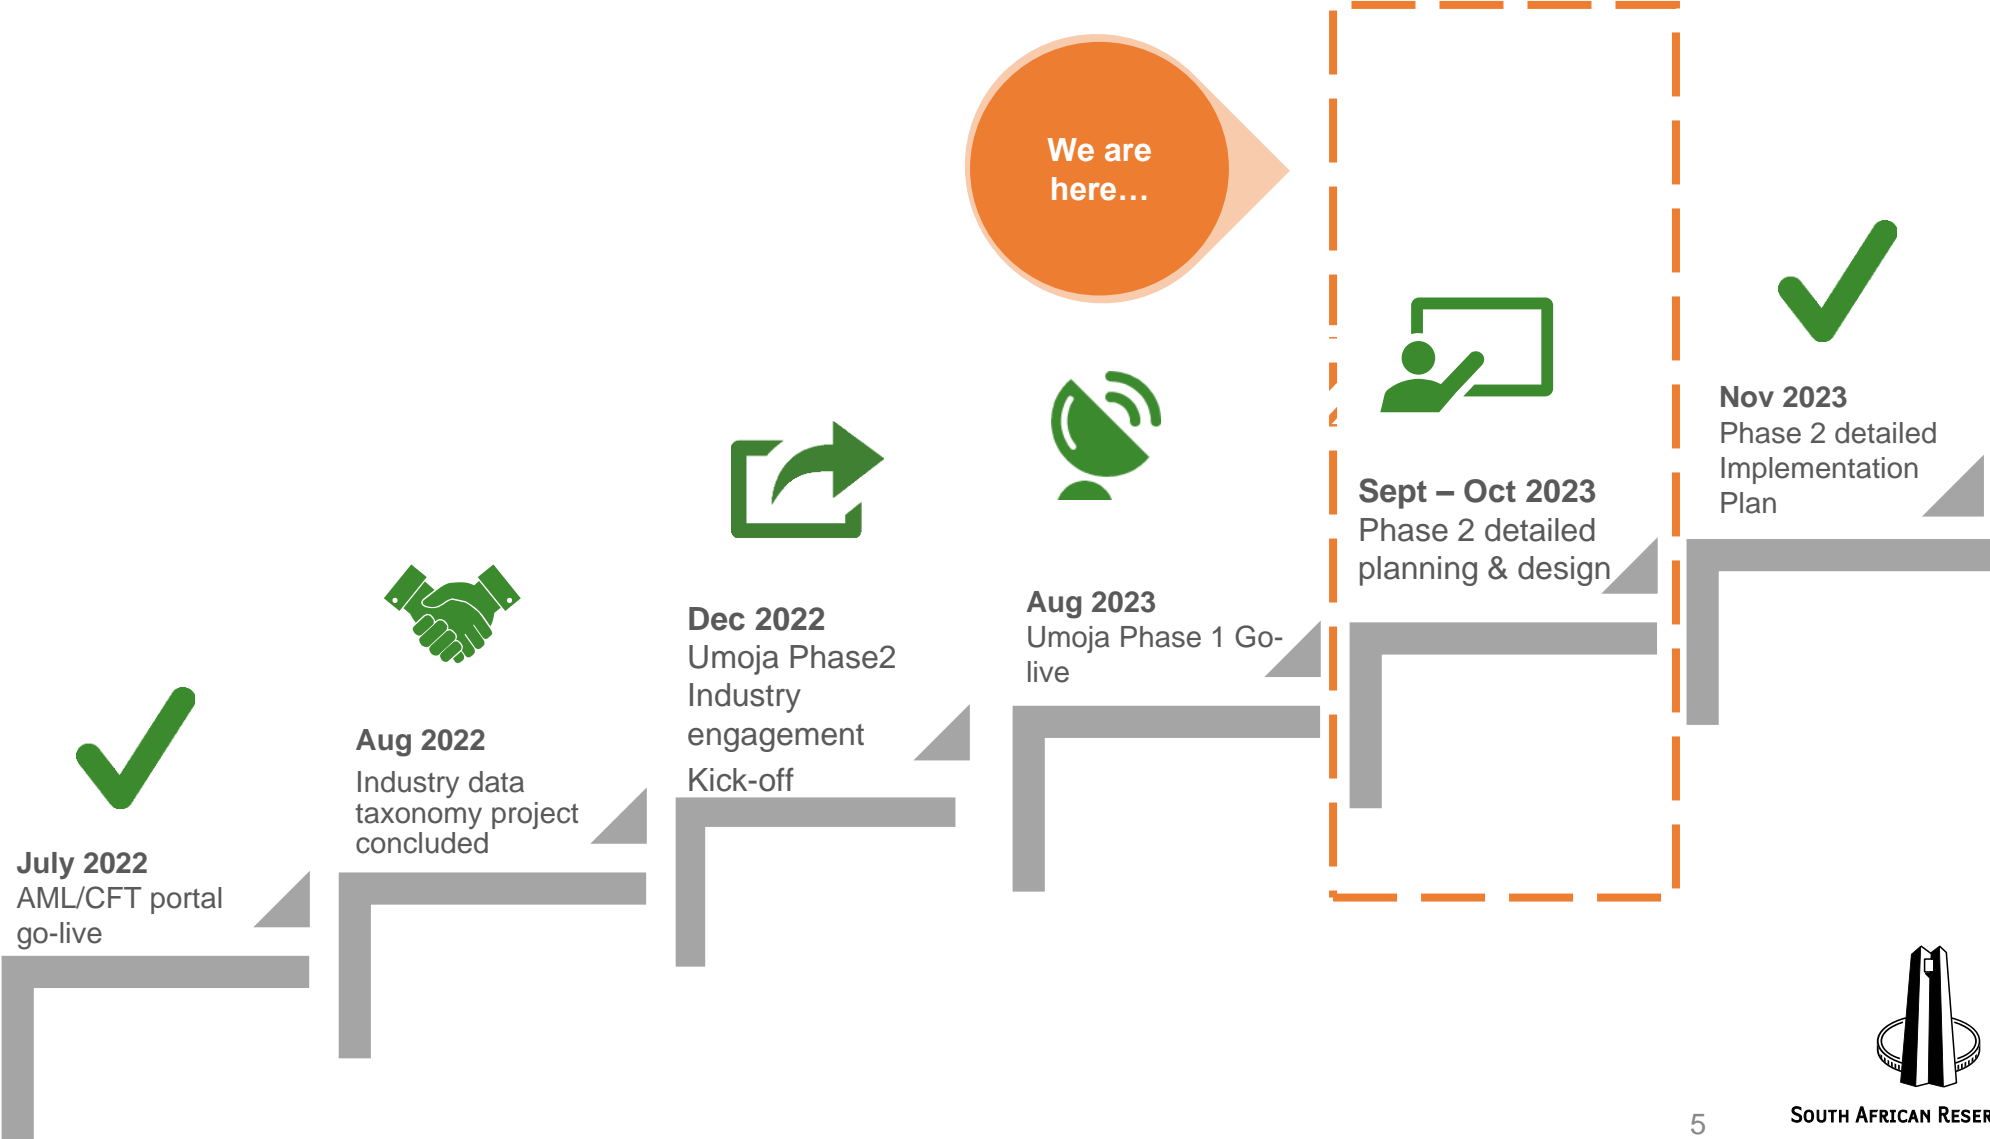 We are
here…
July 2022
AML/CFT portal
go-live
Aug 2022
Industry data
taxonomy project
concluded
Dec 2022
Umoja Phase2
Industry
engagement
Kick-off
Aug 2023
Umoja Phase 1 Go-
live
Sept – Oct 2023
Phase 2 detailed
planning & design
Nov 2023
Phase 2 detailed
Implementation
Plan
5
SOUTH AFRICAN RESER